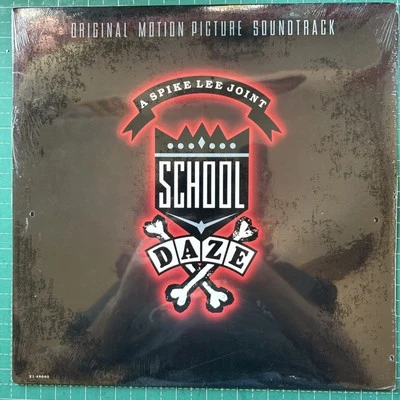 ORIGINAL MOTION PICTURE SOUNDTRACK
A SPIKE LEE JOINT
SCHOOL
DAZE